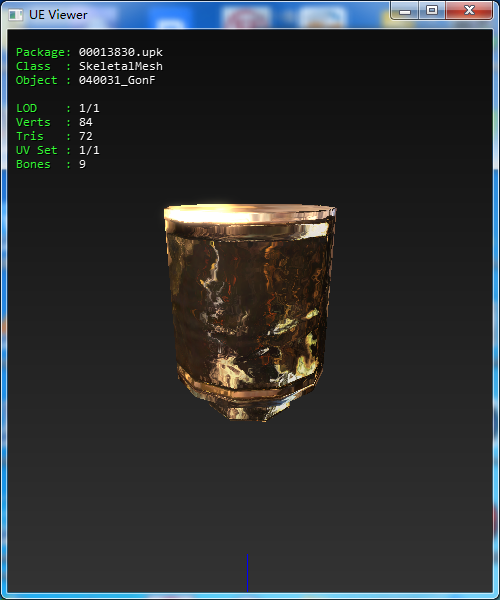 UE Viewer
Package: 00013830.upk
Class : SkeletalMesh
Object : 040031_GonF
LOD : 1/1
Verts : 84
Tris : 72
UV Set : 1/1
Bones : 9